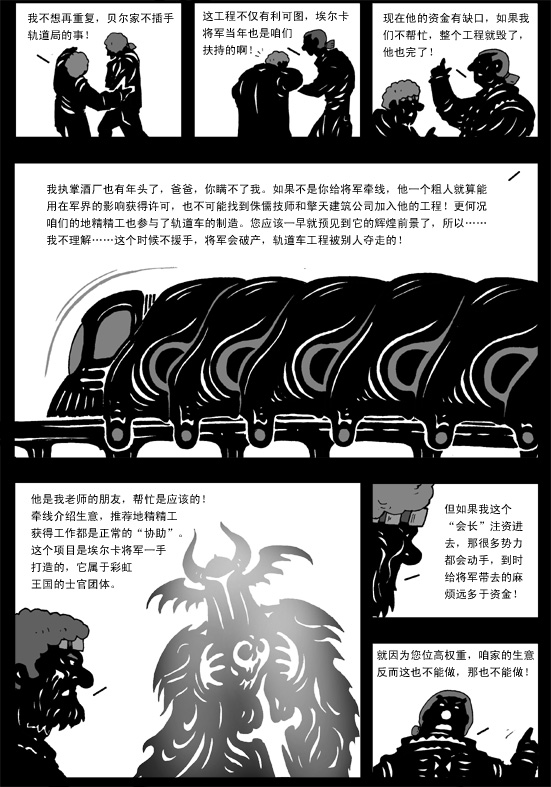 我不想再重复，贝尔家不插手
轨道局的事！
这工程不仅有利可图，埃尔卡
将军当年也是咱们
扶持的啊！
现在他的资金有缺口，如果我
们不帮忙，整个工程就毁了，
他也完了！
我执掌酒厂也有年头了，爸爸，你瞒不了我。如果不是你给将军牵线，他一个粗人就算能
用在军界的影响获得许可，也不可能找到侏儒技师和擎天建筑公司加入他的工程！更何况
咱们的地精精工也参与了轨道车的制造。您应该一早就预见到它的辉煌前景了，所以……
我不理解……这个时候不援手，将军会破产，轨道车工程被别人夺走的！
他是我老师的朋友，帮忙是应该的！
牵线介绍生意，推荐地精精工
获得工作都是正常的“协助”。
这个项目是埃尔卡将军一手
打造的，它属于彩虹
王国的士官团体。
但如果我这个
“会长”注资进
去，那很多势力
都会动手，到时
给将军带去的麻
烦远多于资金！
就因为您位高权重，咱家的生意
反而这也不能做，那也不能做！